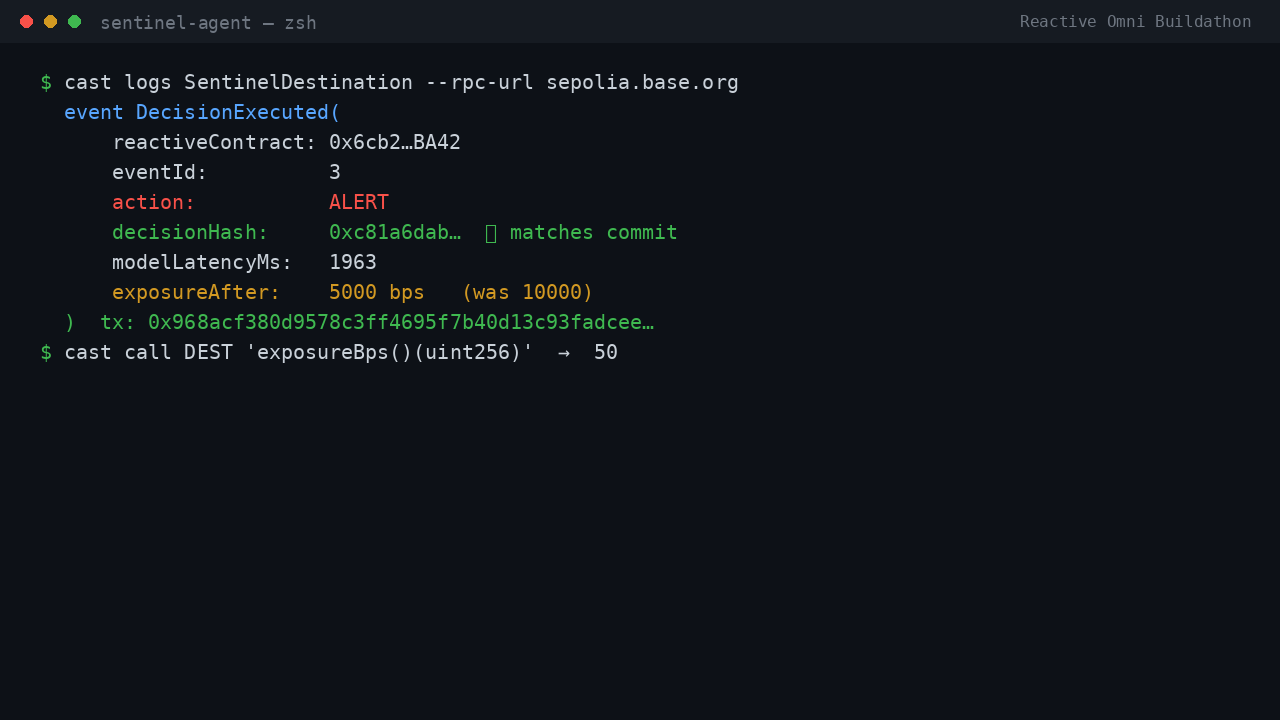 sentinel-agent — zsh
Reactive Omni Buildathon
$ cast logs SentinelDestination --rpc-url sepolia.base.org
event DecisionExecuted(
reactiveContract: 0x6cb2…BA42
eventId: 3
action: ALERT
decisionHash: 0xc81a6dab… ▯ matches commit
modelLatencyMs: 1963
exposureAfter: 5000 bps (was 10000)
) tx: 0x968acf380d9578c3ff4695f7b40d13c93fadcee…
$ cast call DEST 'exposureBps()(uint256)' → 50